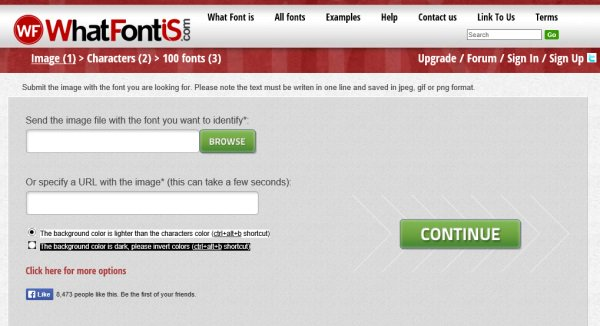 WF WhatFontiS.com
What Font is All fonts Examples Help Contact us Link To Us Terms
Search Go
Image (1) > Characters (2) > 100 fonts (3) Upgrade / Forum / Sign In / Sign Up
Submit the image with the font you are looking for. Please note the text must be writen in one line and saved in jpeg, gif or png format.
Send the image file with the font you want to identify*:
BROWSE
Or specify a URL with the image* (this can take a few seconds):
The background color is lighter than the characters color (ctrl+alt+b shortcut)
The background color is dark, please invert colors (ctrl+alt+b shortcut)
CONTINUE
Click here for more options
Like 8,473 people like this. Be the first of your friends.